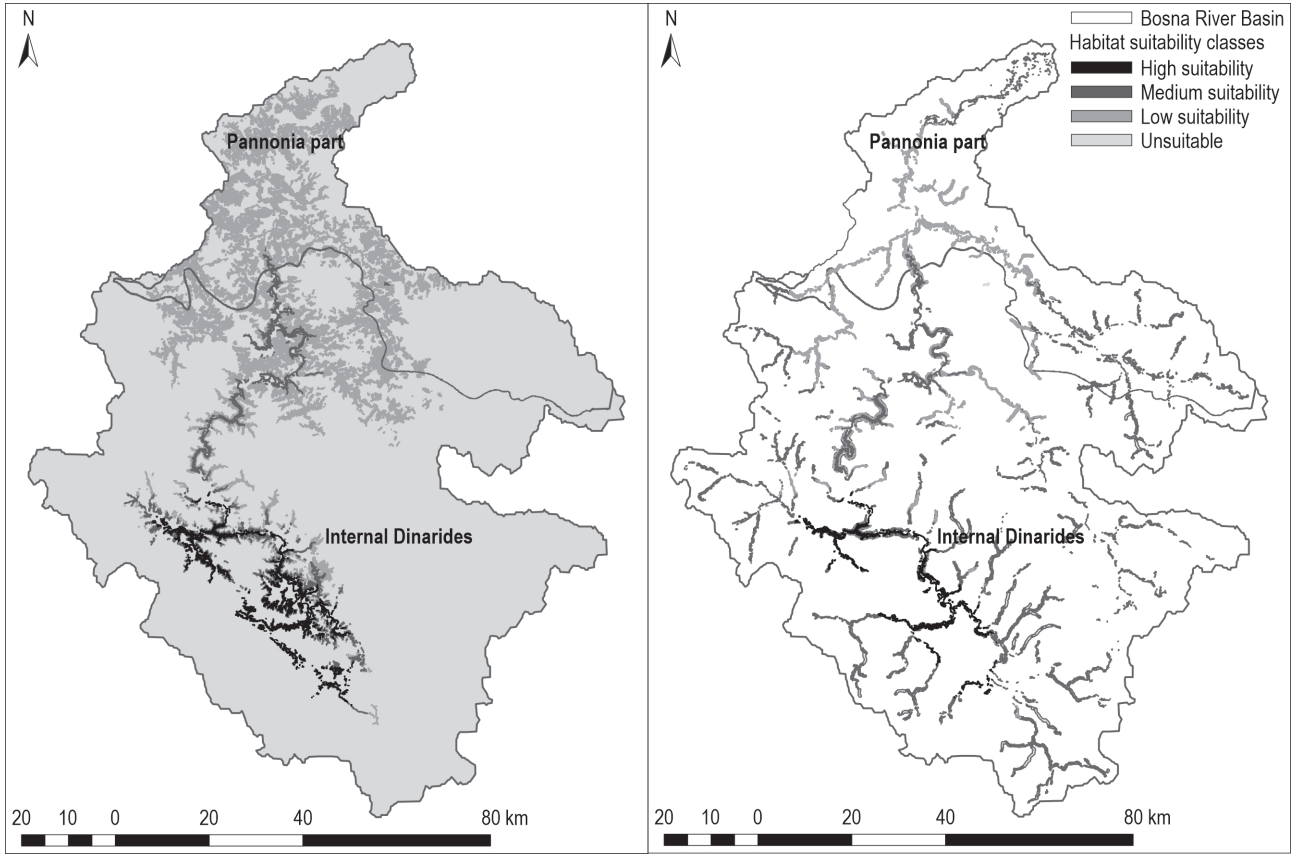 N
Pannonia part
Internal Dinarides
20 10 0 20 40 80 km
N
Bosna River Basin
Habitat suitability classes
High suitability
Medium suitability
Low suitability
Unsuitable
Pannonia part
Internal Dinarides
20 10 0 20 40 80 km